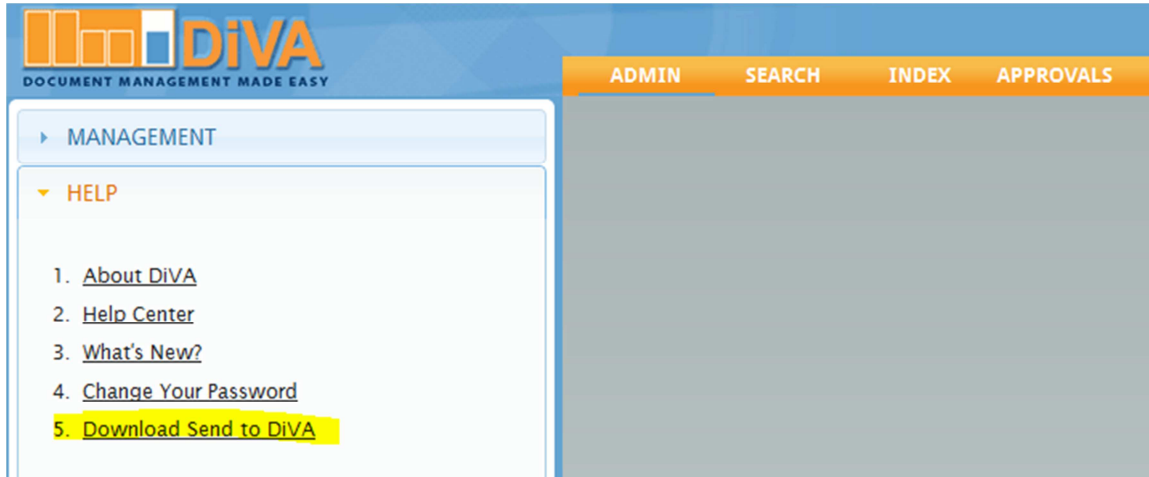 DiVA
DOCUMENT MANAGEMENT MADE EASY
ADMIN SEARCH INDEX APPROVALS
MANAGEMENT
HELP
1. About DiVA
2. Help Center
3. What's New?
4. Change Your Password
5. Download Send to DiVA